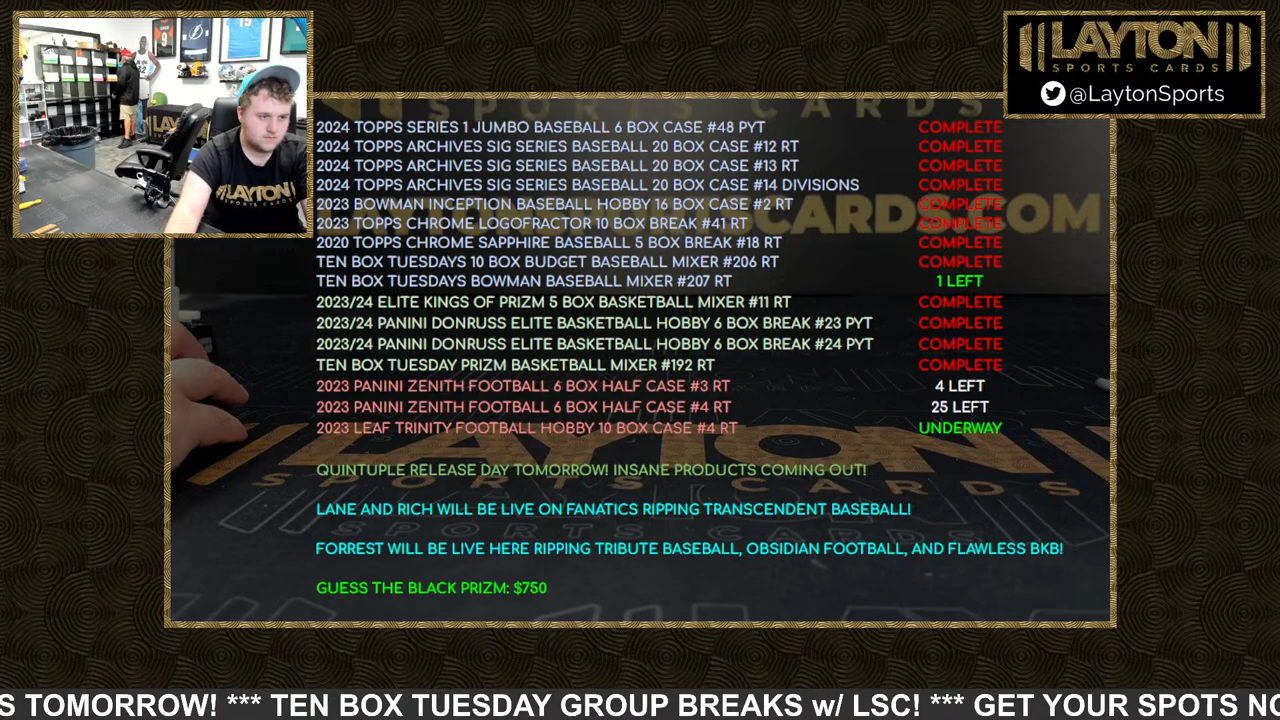 LAYTON
SPORTS CARDS
@LaytonSports
2024 TOPPS SERIES 1 JUMBO BASEBALL 6 BOX CASE #48 PYT COMPLETE
2024 TOPPS ARCHIVES SIG SERIES BASEBALL 20 BOX CASE #12 RT COMPLETE
2024 TOPPS ARCHIVES SIG SERIES BASEBALL 20 BOX CASE #13 RT COMPLETE
2024 TOPPS ARCHIVES SIG SERIES BASEBALL 20 BOX CASE #14 DIVISIONS COMPLETE
2023 BOWMAN INCEPTION BASEBALL HOBBY 16 BOX CASE #2 RT COMPLETE
2023 TOPPS CHROME LOGOFRACTOR 10 BOX BREAK #41 RT COMPLETE
2020 TOPPS CHROME SAPPHIRE BASEBALL 5 BOX BREAK #18 RT COMPLETE
TEN BOX TUESDAYS 10 BOX BUDGET BASEBALL MIXER #206 RT COMPLETE
TEN BOX TUESDAYS BOWMAN BASEBALL MIXER #207 RT 1 LEFT
2023/24 ELITE KINGS OF PRIZM 5 BOX BASKETBALL MIXER #11 RT COMPLETE
2023/24 PANINI DONRUSS ELITE BASKETBALL HOBBY 6 BOX BREAK #23 PYT COMPLETE
2023/24 PANINI DONRUSS ELITE BASKETBALL HOBBY 6 BOX BREAK #24 PYT COMPLETE
TEN BOX TUESDAY PRIZM BASKETBALL MIXER #192 RT COMPLETE
2023 PANINI ZENITH FOOTBALL 6 BOX HALF CASE #3 RT 4 LEFT
2023 PANINI ZENITH FOOTBALL 6 BOX HALF CASE #4 RT 25 LEFT
2023 LEAF TRINITY FOOTBALL HOBBY 10 BOX CASE #4 RT UNDERWAY
QUINTUPLE RELEASE DAY TOMORROW! INSANE PRODUCTS COMING OUT!
LANE AND RICH WILL BE LIVE ON FANATICS RIPPING TRANSCENDENT BASEBALL!
FORREST WILL BE LIVE HERE RIPPING TRIBUTE BASEBALL, OBSIDIAN FOOTBALL, AND FLAWLESS BKB!
GUESS THE BLACK PRIZM: $750
LAYTON
SPORTS CARDS
S TOMORROW! *** TEN BOX TUESDAY GROUP BREAKS w/ LSC! *** GET YOUR SPOTS